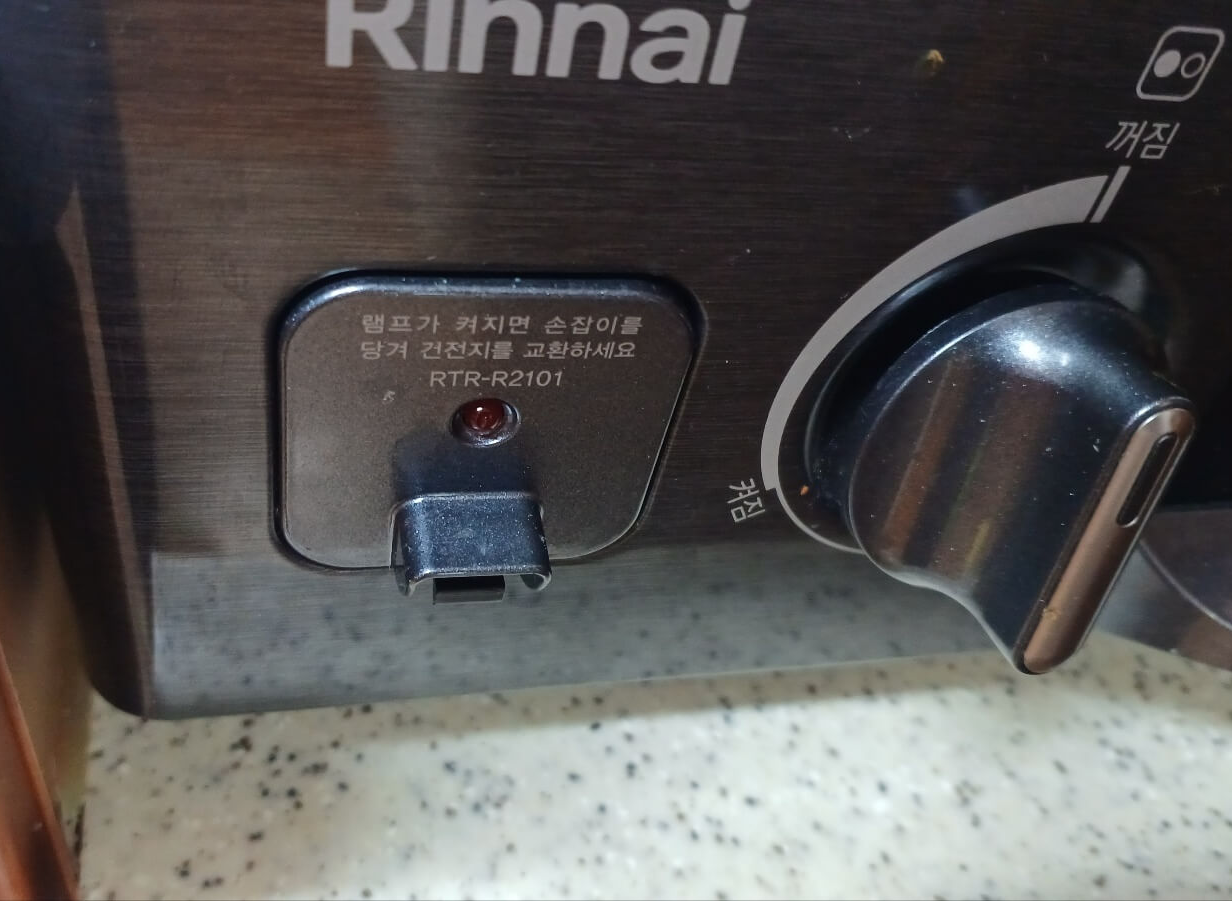 Rinnai
꺼짐
램프가 켜지면 손잡이를
당겨 건전지를 교환하세요
RTR-R2101
켜짐